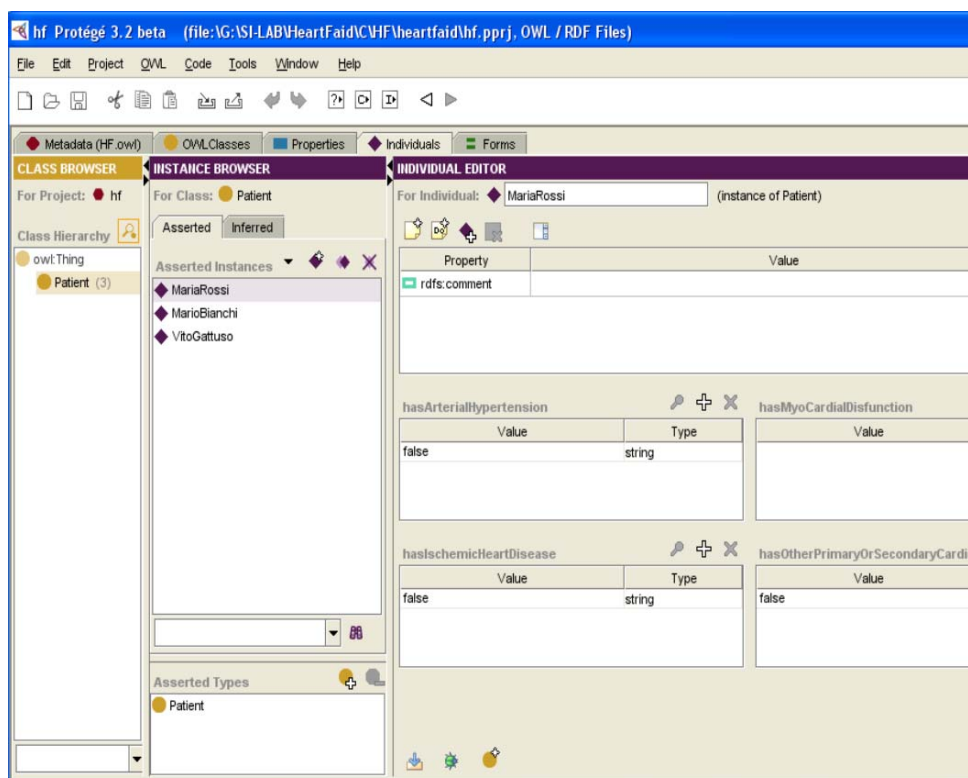 hf Protégé 3.2 beta (file:\G:\SI-LAB\HeartFaid\C\HF\heartfaid\hf.pprj, OWL / RDF Files)
File Edit Project OWL Code Tools Window Help
Metadata (HF.owl) OWLClasses Properties Individuals Forms
CLASS BROWSER
For Project: hf
Class Hierarchy
owl:Thing
Patient (3)
INSTANCE BROWSER
For Class: Patient
Asserted Inferred
Asserted Instances
MariaRossi
MarioBianchi
VitoGattuso
Asserted Types
Patient
INDIVIDUAL EDITOR
For Individual: MariaRossi (instance of Patient)
Property Value
rdfs:comment
hasArterialHypertension
Value Type
false string
hasMyoCardialDisfunction
Value
hasIschemicHeartDisease
Value Type
false string
hasOtherPrimaryOrSecondaryCardi
Value
false